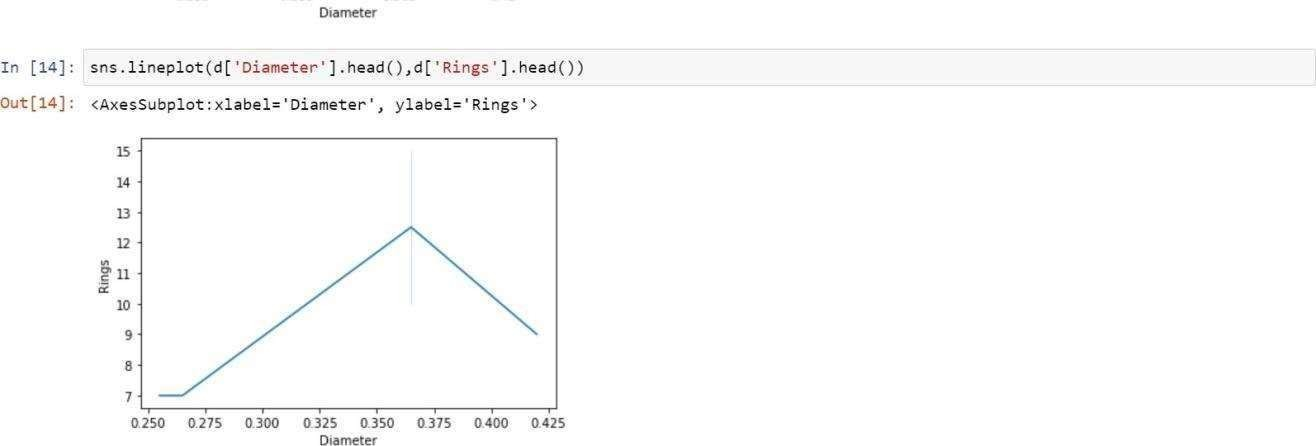 Diameter
In [14]: sns.lineplot(d['Diameter'].head(),d['Rings'].head())
Out[14]: <AxesSubplot:xlabel='Diameter', ylabel='Rings'>
15
14
13
12
11
10
9
8
7
Rings
0.250 0.275 0.300 0.325 0.350 0.375 0.400 0.425
Diameter